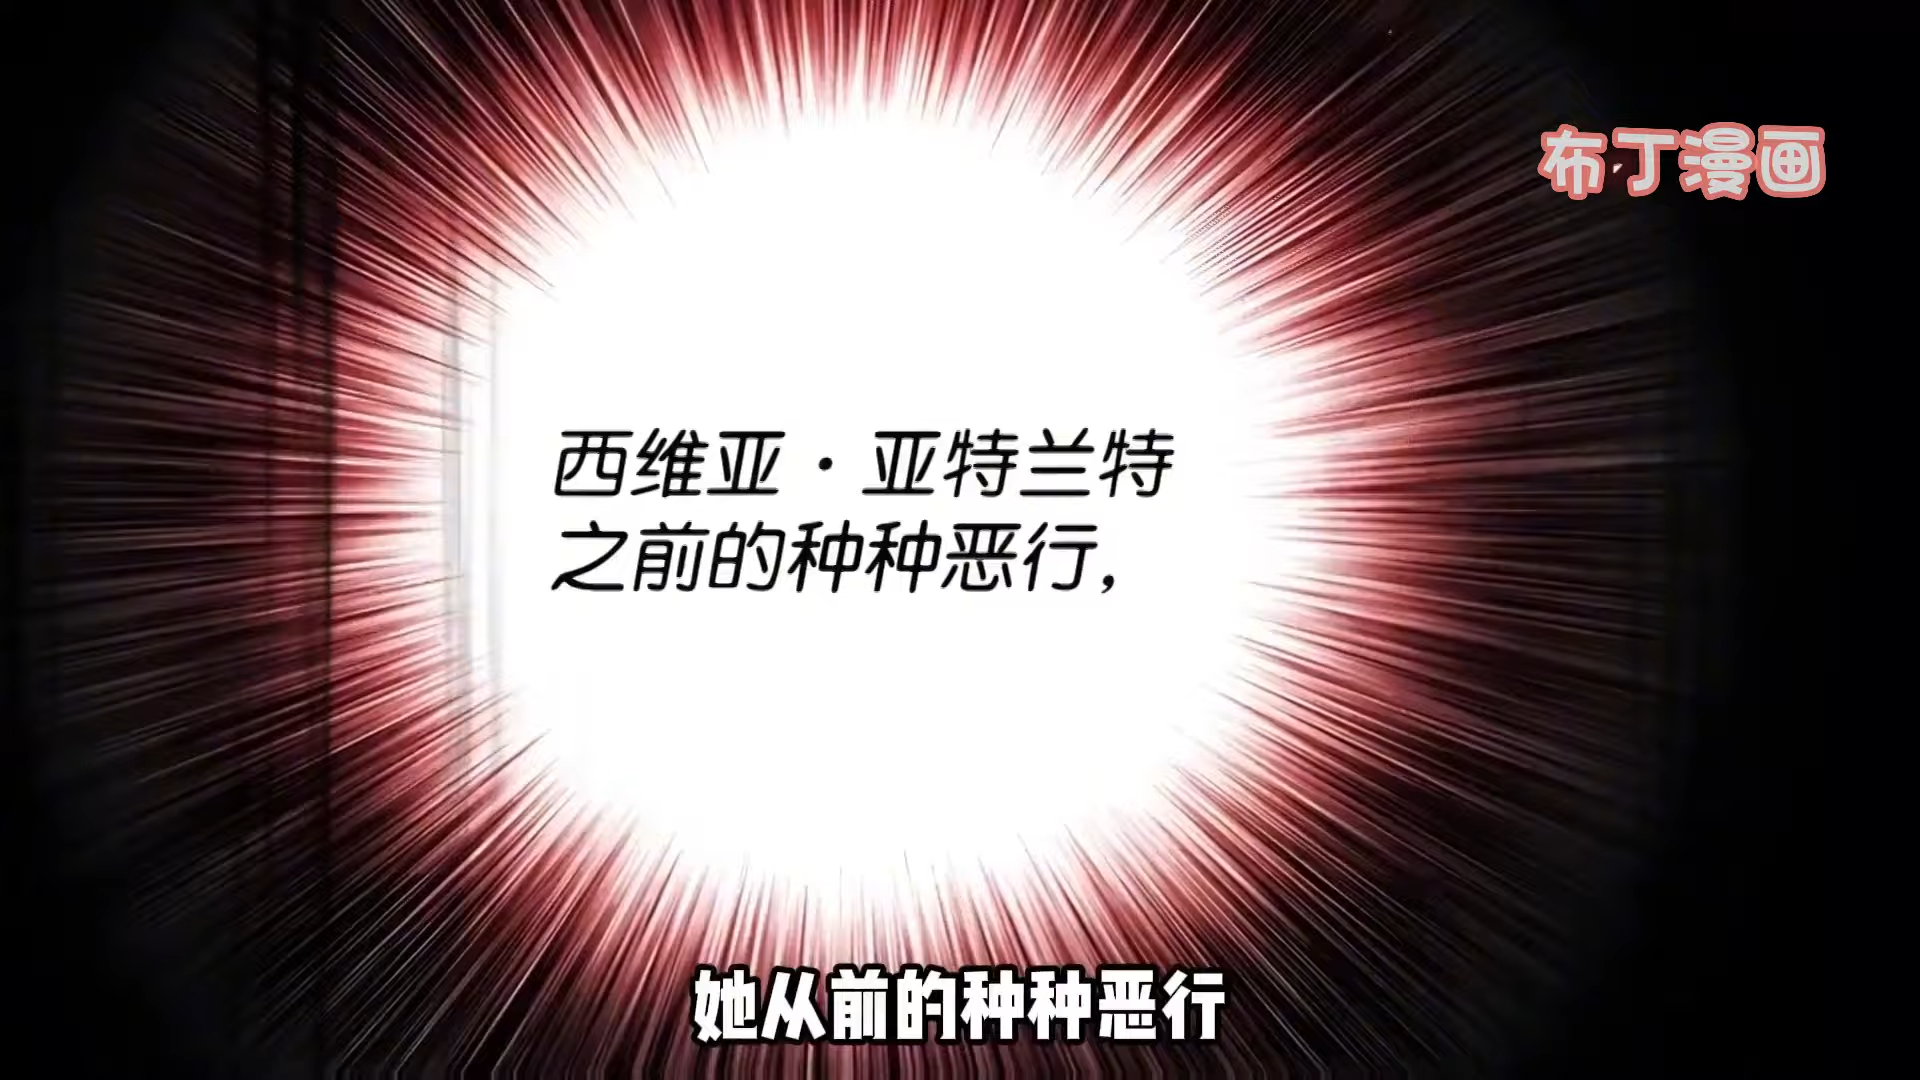 布丁漫画
西维亚·亚特兰特
之前的种种恶行，
她从前的种种恶行